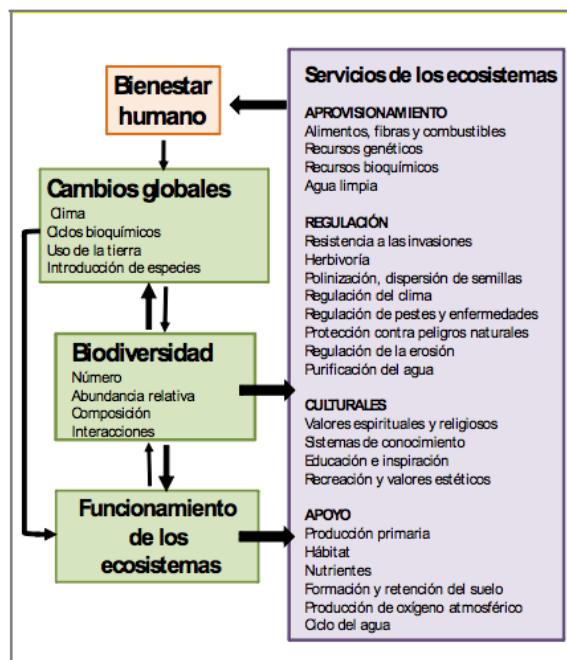 Bienestar
humano
Cambios globales
Clima
Ciclos bioquímicos
Uso de la tierra
Introducción de especies
Biodiversidad
Número
Abundancia relativa
Composición
Interacciones
Funcionamiento
de los
ecosistemas
Servicios de los ecosistemas
APROVISIONAMIENTO
Alimentos, fibras y combustibles
Recursos genéticos
Recursos bioquímicos
Agua limpia
REGULACIÓN
Resistencia a las invasiones
Herbivoría
Polinización, dispersión de semillas
Regulación del clima
Regulación de pestes y enfermedades
Protección contra peligros naturales
Regulación de la erosión
Purificación del agua
CULTURALES
Valores espirituales y religiosos
Sistemas de conocimiento
Educación e inspiración
Recreación y valores estéticos
APOYO
Producción primaria
Hábitat
Nutrientes
Formación y retención del suelo
Producción de oxígeno atmosférico
Ciclo del agua